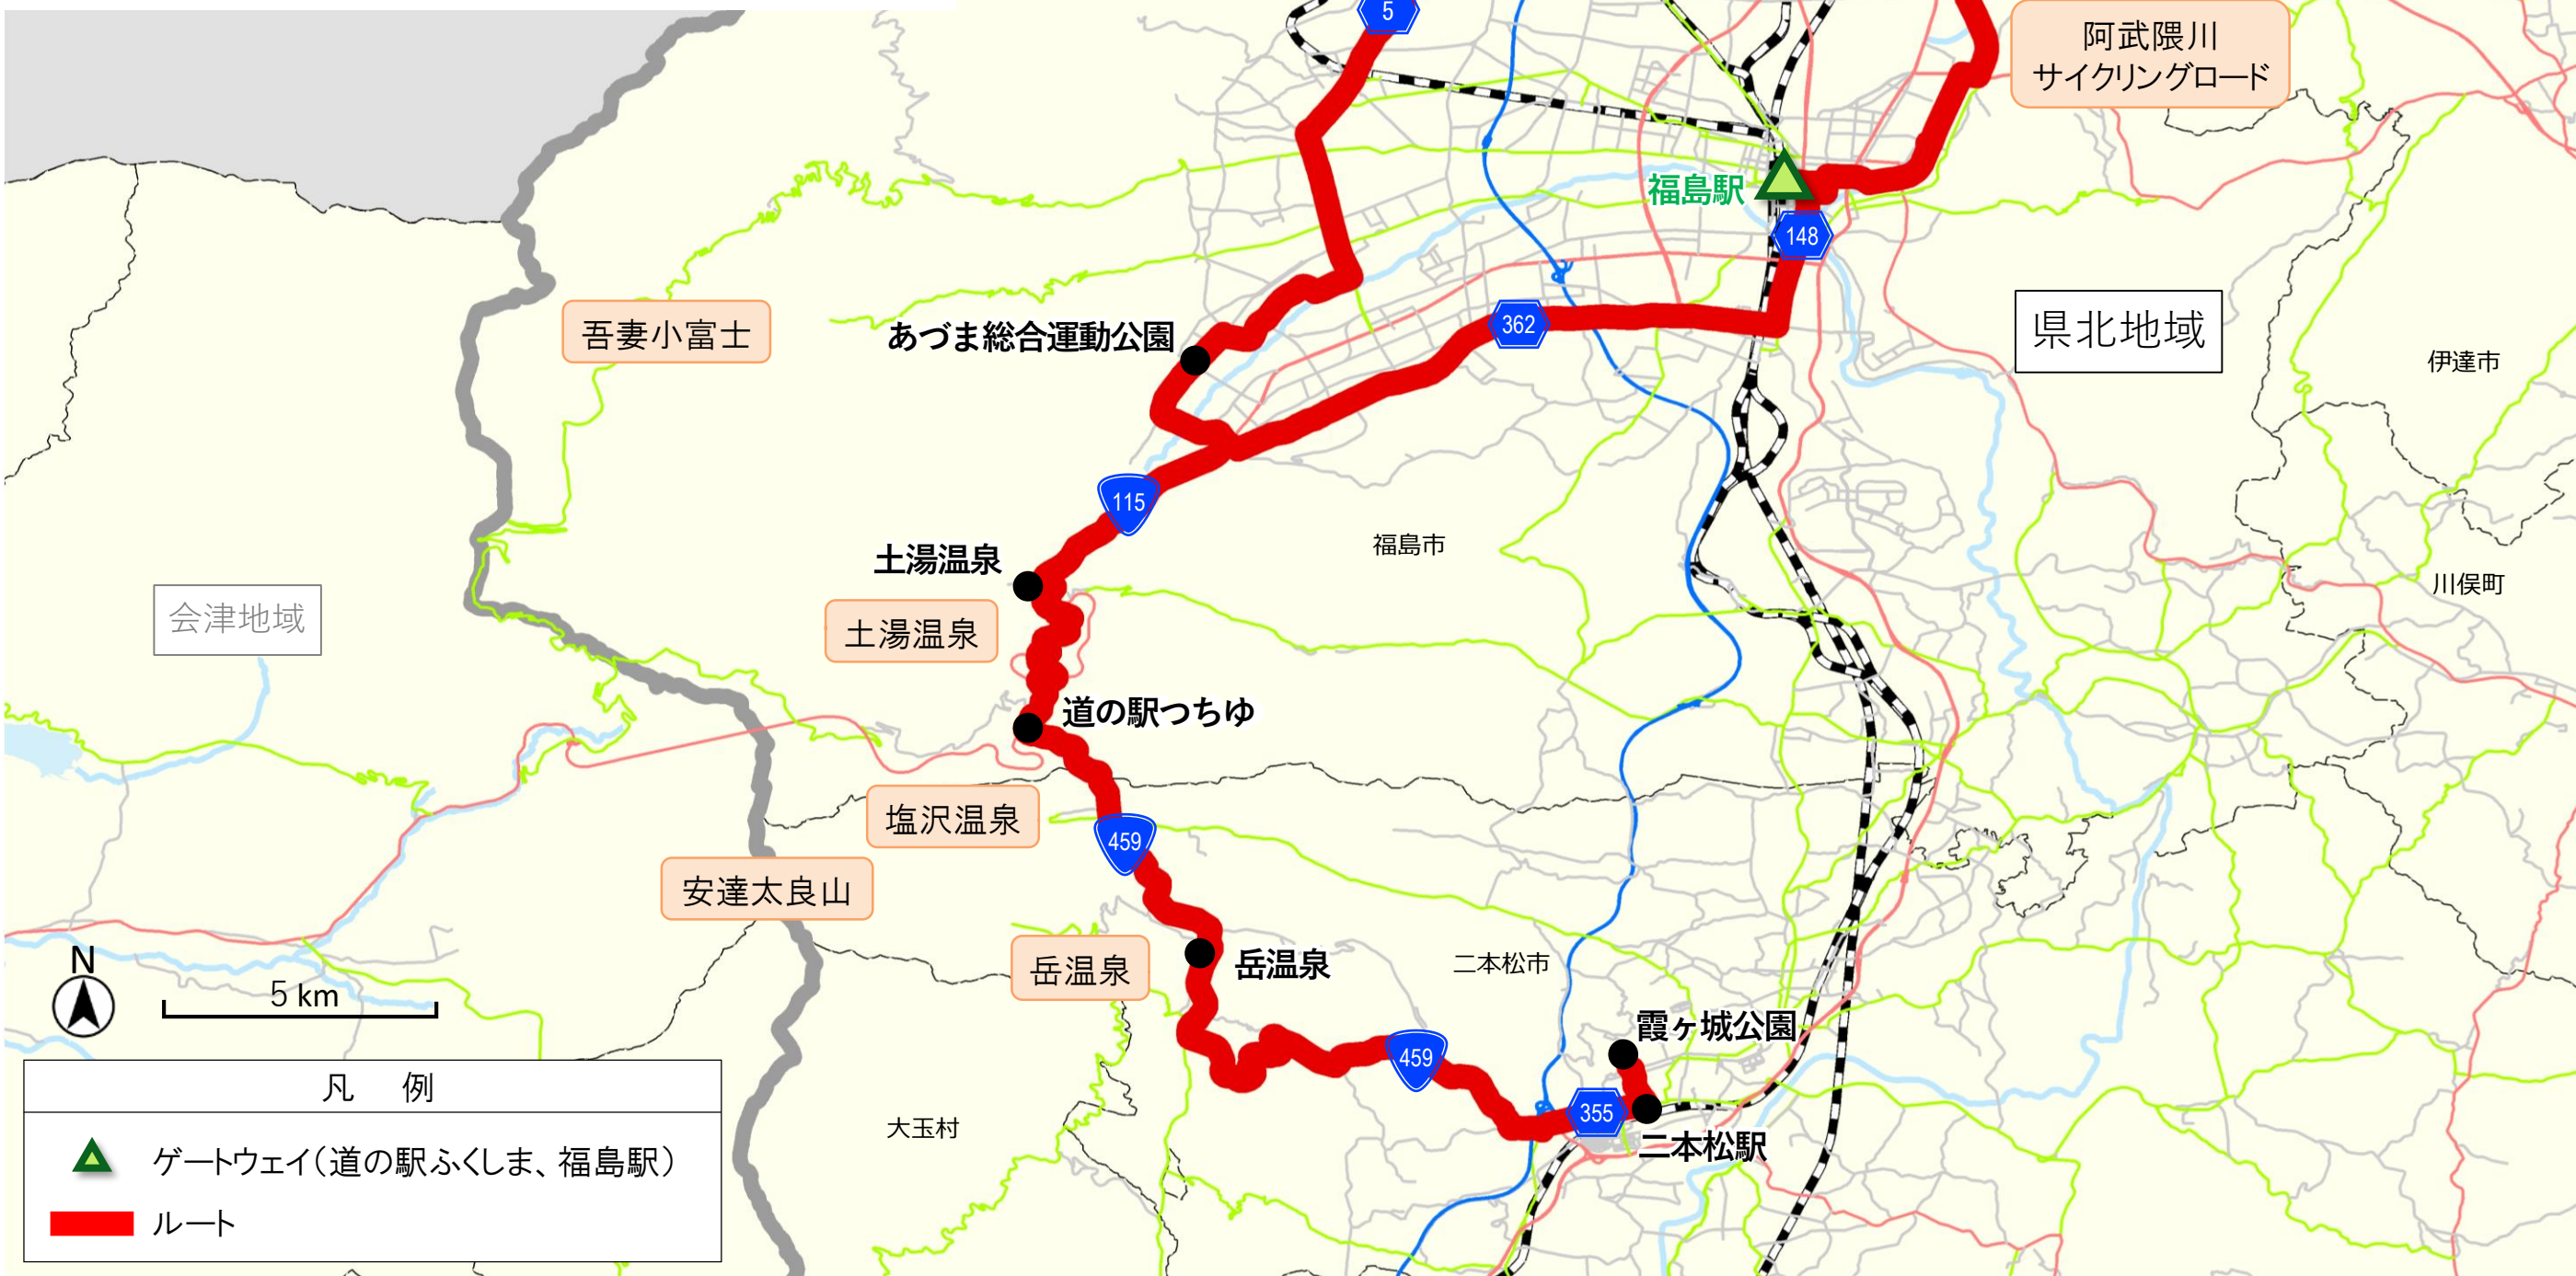 5
阿武隈川
サイクリングロード
福島駅
148
吾妻小富士
あづま総合運動公園
362
県北地域
伊達市
115
福島市
土湯温泉
川俣町
会津地域
土湯温泉
道の駅つちゆ
塩沢温泉
459
安達太良山
岳温泉
岳温泉
二本松市
N
5 km
霞ヶ城公園
459
355
大玉村
二本松駅
凡 例
ゲートウェイ（道の駅ふくしま、福島駅）
ルート